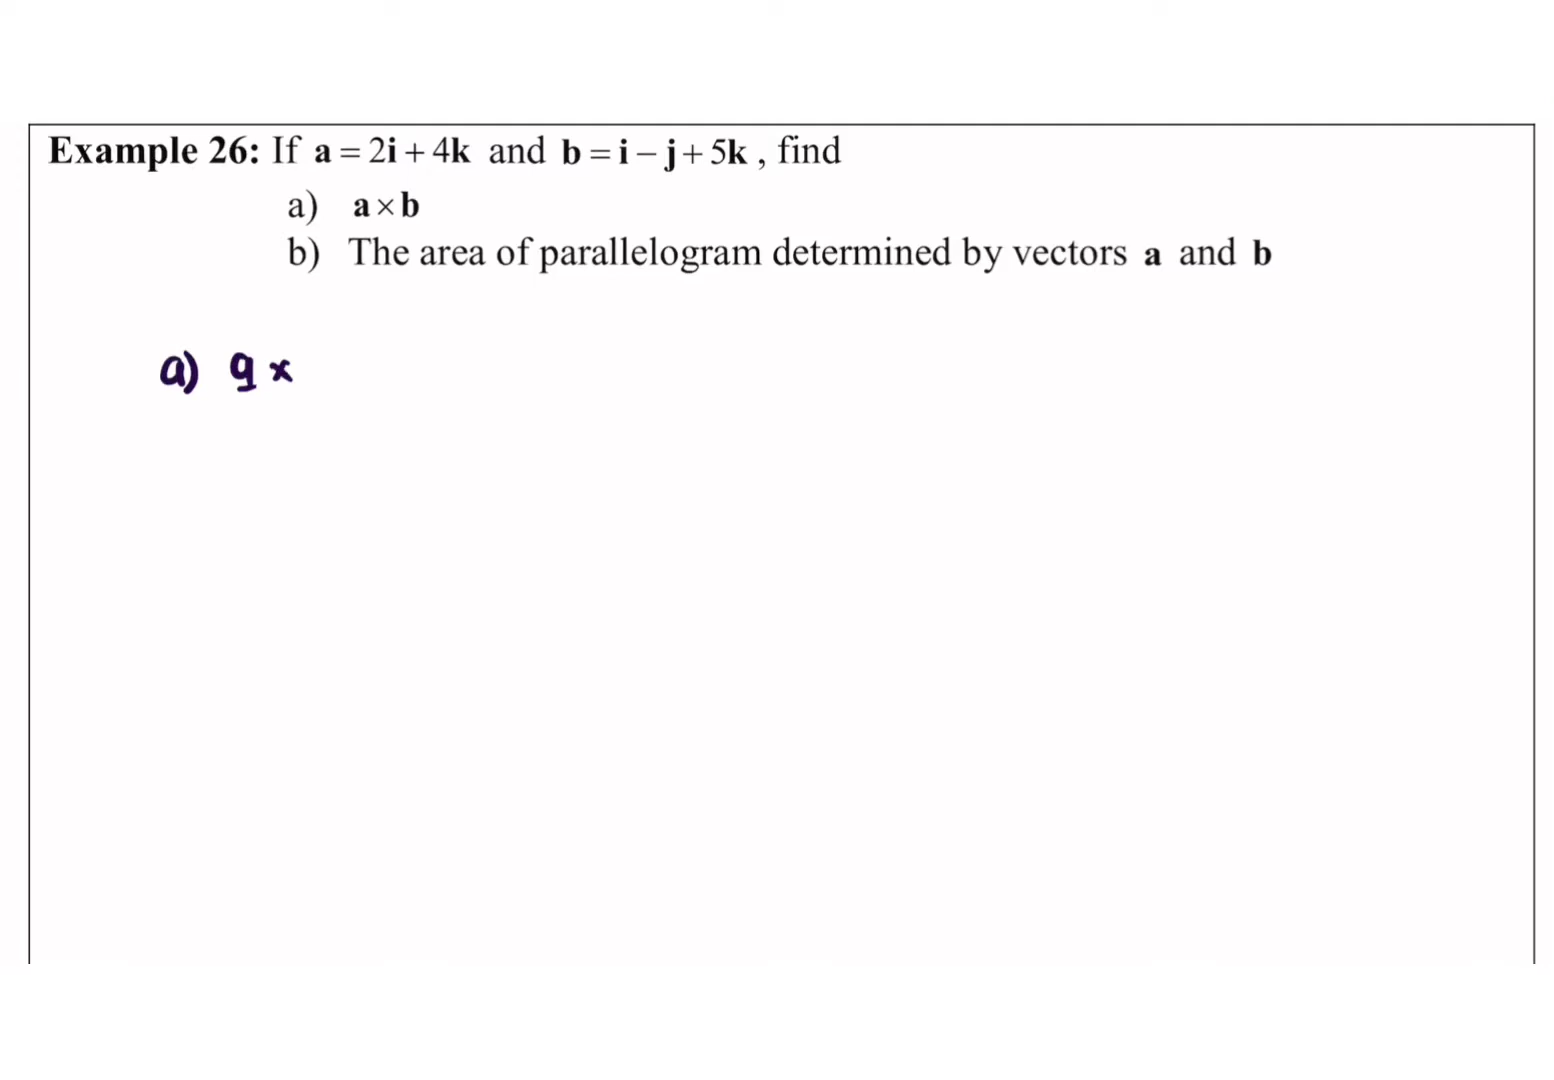 Example 26: If a = 2i + 4k and b = i − j + 5k , find
a) a × b
b) The area of parallelogram determined by vectors a and b
a) a ×